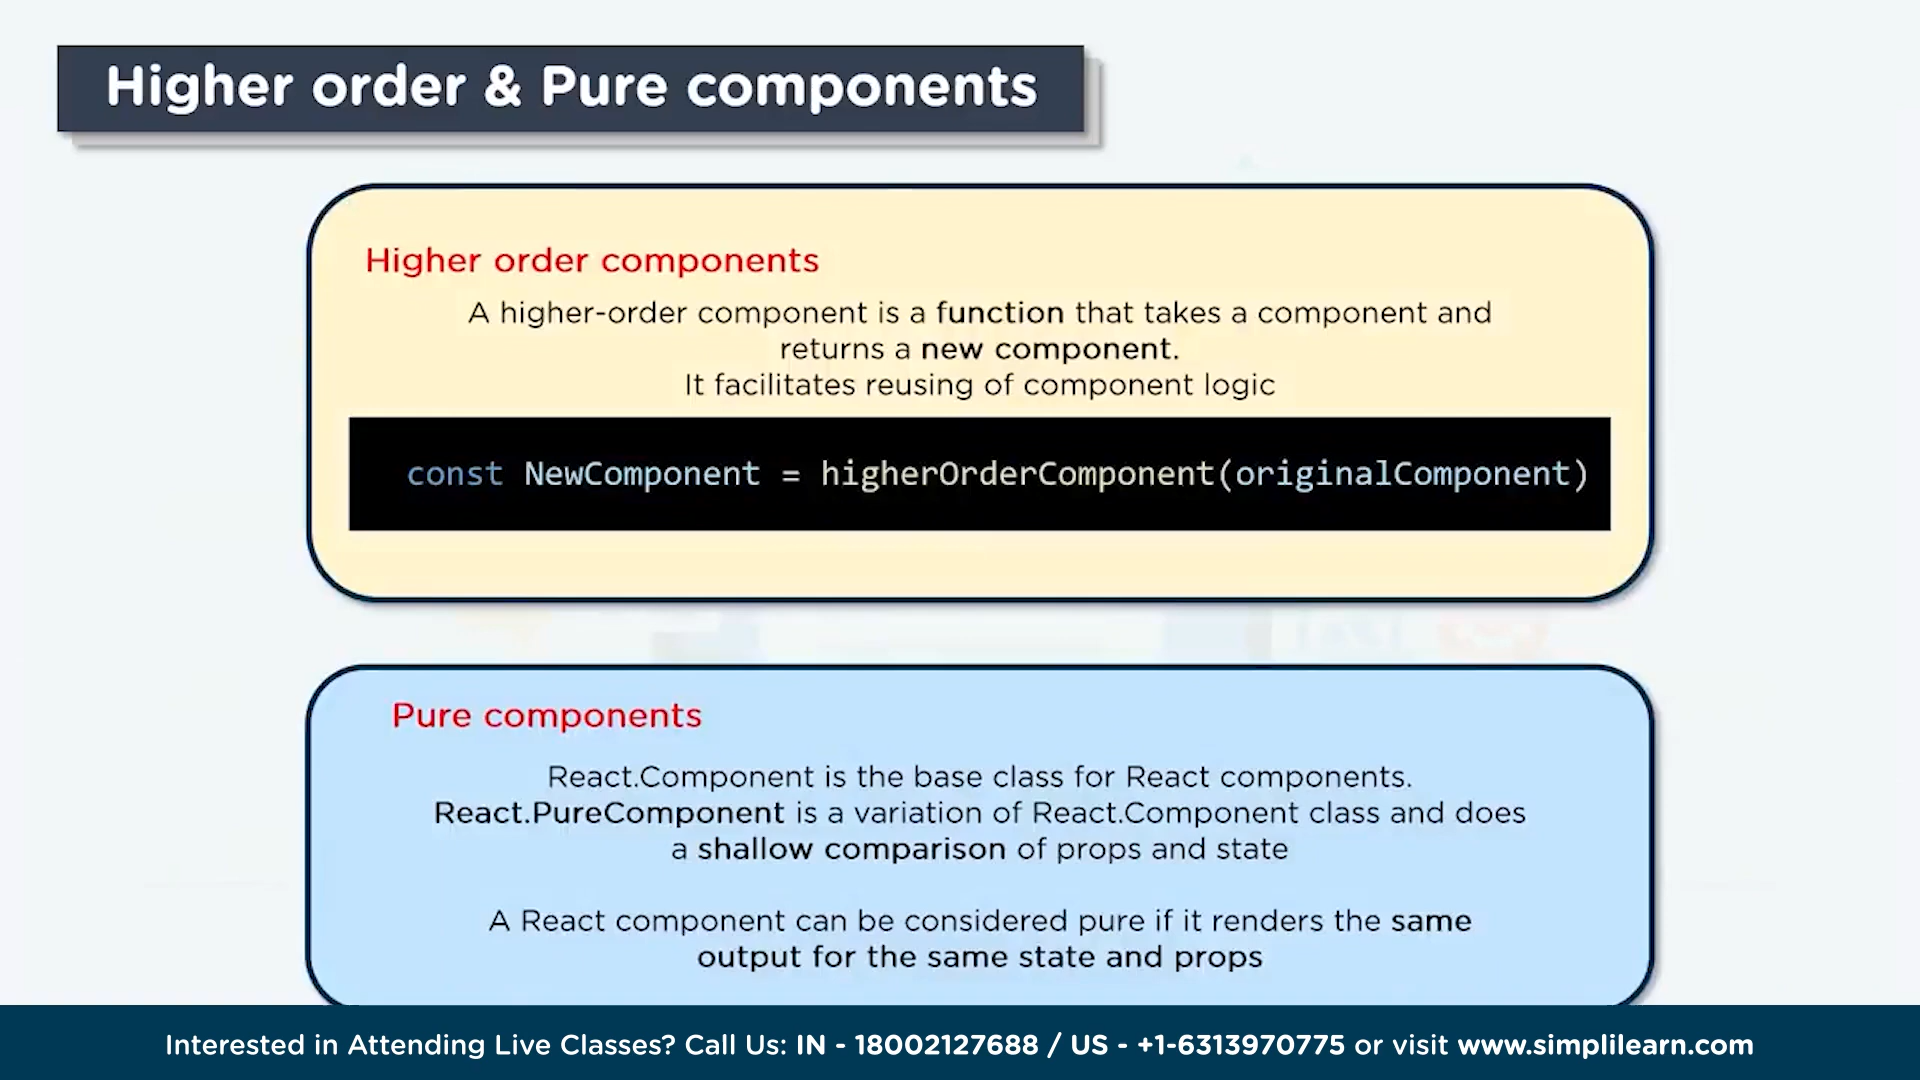 Higher order & Pure components
Higher order components
A higher-order component is a function that takes a component and
returns a new component.
It facilitates reusing of component logic
const NewComponent = higherOrderComponent(originalComponent)
Pure components
React.Component is the base class for React components.
React.PureComponent is a variation of React.Component class and does
a shallow comparison of props and state
A React component can be considered pure if it renders the same
output for the same state and props
Interested in Attending Live Classes? Call Us: IN - 18002127688 / US - +1-6313970775 or visit www.simplilearn.com